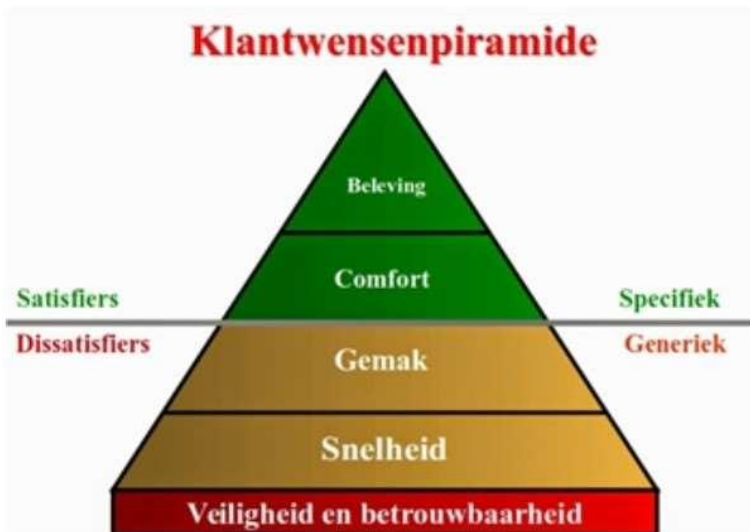 Klantwensenpiramide
Beleving
Comfort
Satisfiers
Specifiek
Dissatisfiers
Generiek
Gemak
Snelheid
Veiligheid en betrouwbaarheid